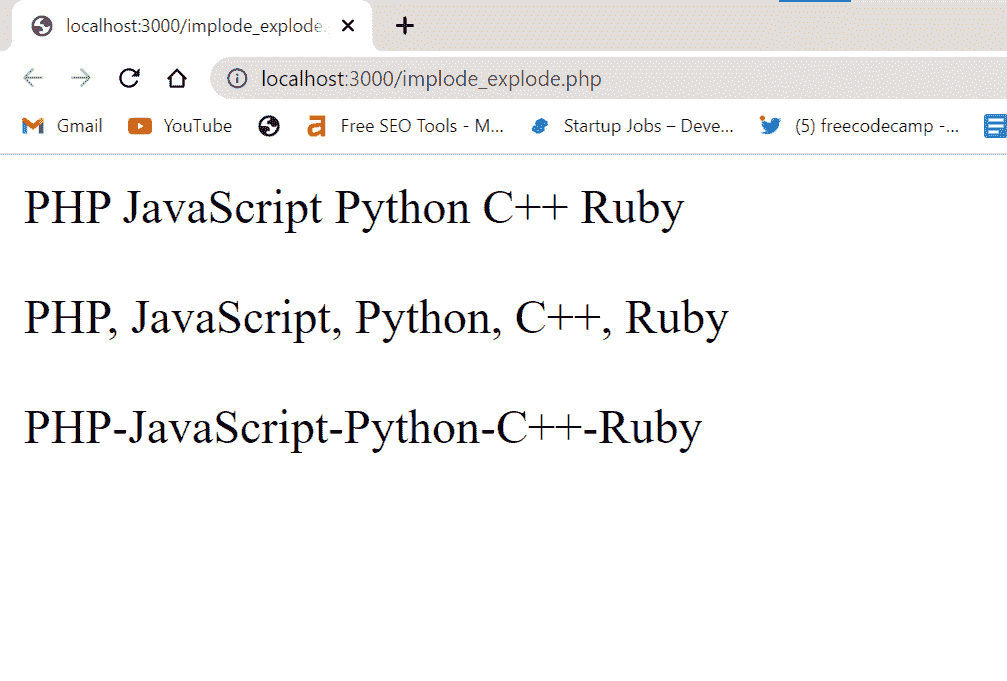 localhost:3000/implode_explode.
localhost:3000/implode_explode.php
Gmail YouTube Free SEO Tools - M... Startup Jobs – Deve... (5) freecodecamp -...
PHP JavaScript Python C++ Ruby
PHP, JavaScript, Python, C++, Ruby
PHP-JavaScript-Python-C++-Ruby